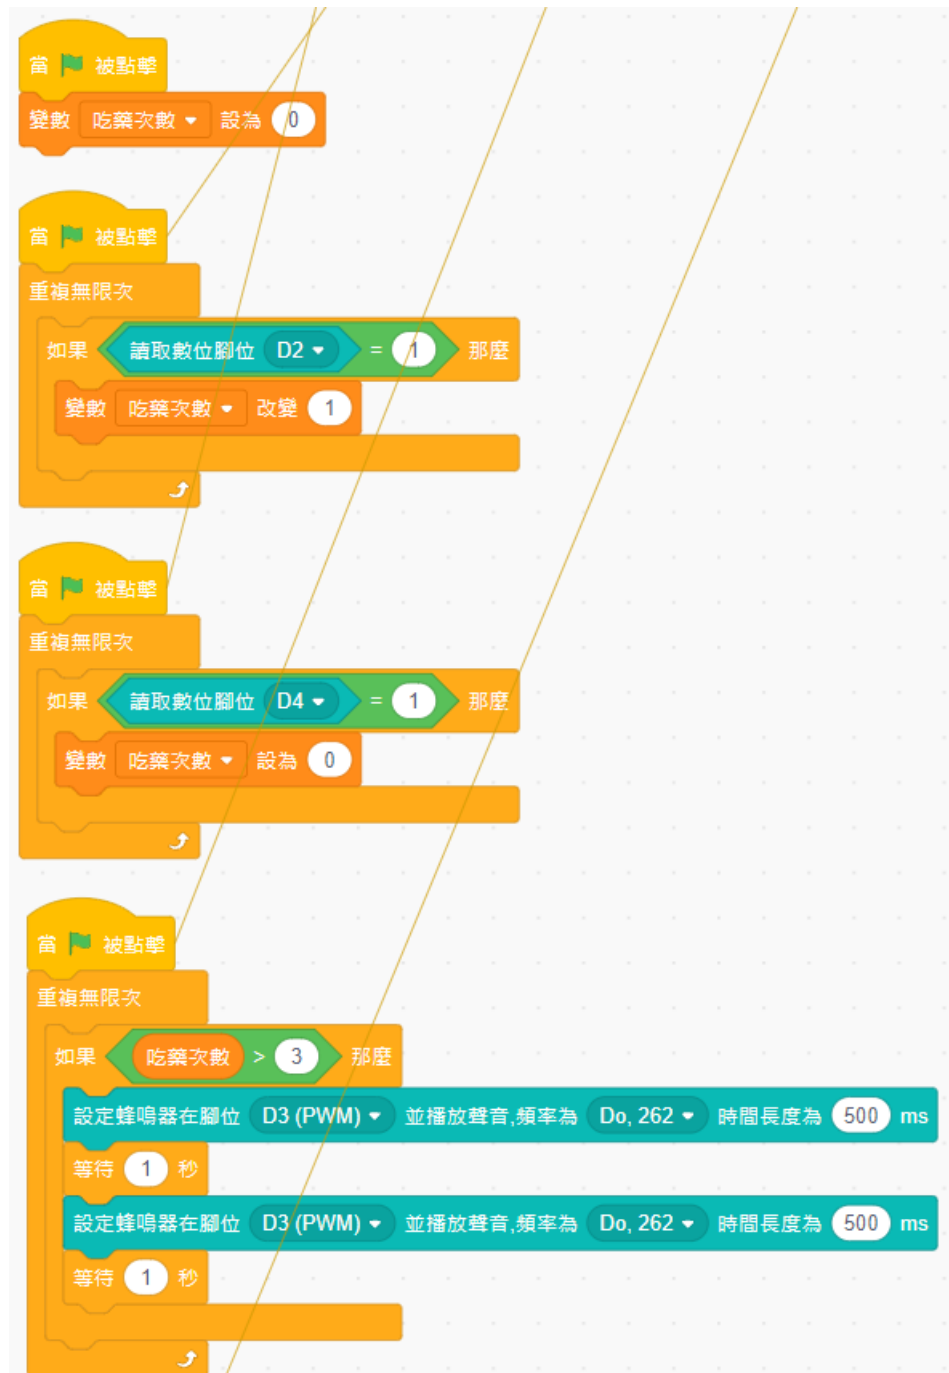 當 被點擊
變數 吃藥次數 設為 0
當 被點擊
重複無限次
如果 讀取數位腳位 D2 = 1 那麼
變數 吃藥次數 改變 1
當 被點擊
重複無限次
如果 讀取數位腳位 D4 = 1 那麼
變數 吃藥次數 設為 0
當 被點擊
重複無限次
如果 吃藥次數 > 3 那麼
設定蜂鳴器在腳位 D3 (PWM) 並播放聲音,頻率為 Do, 262 時間長度為 500 ms
等待 1 秒
設定蜂鳴器在腳位 D3 (PWM) 並播放聲音,頻率為 Do, 262 時間長度為 500 ms
等待 1 秒